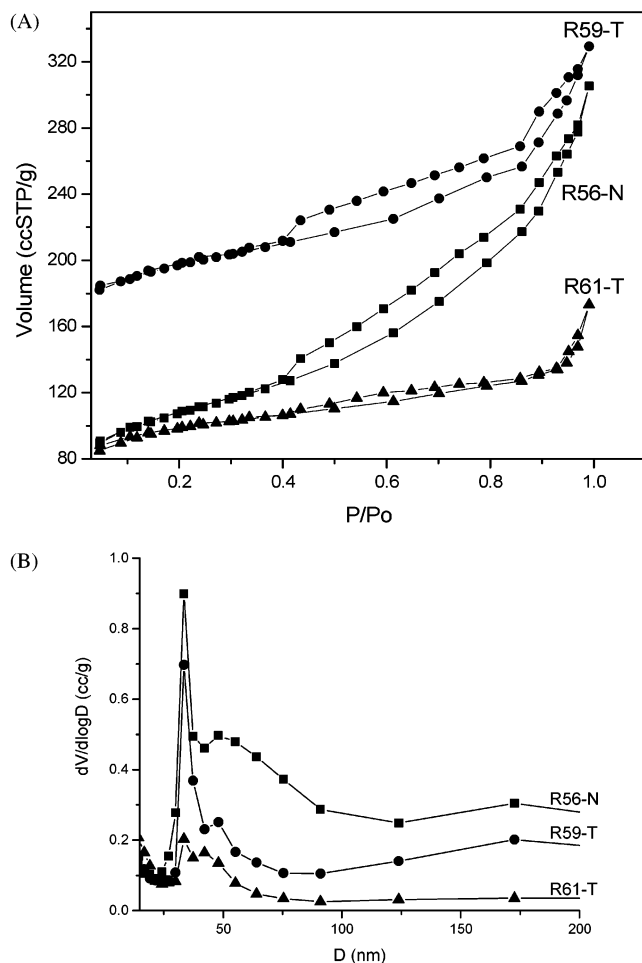 (A)
R59-T
320
280
R56-N
240
Volume (ccSTP/g)
200
R61-T
160
120
80
0.2
0.4
0.6
0.8
1.0
P/Po
(B)
1.0
0.8
dV/dlogD (cc/g)
0.6
0.4
R56-N
0.2
R59-T
R61-T
0.0
50
100
150
200
D (nm)